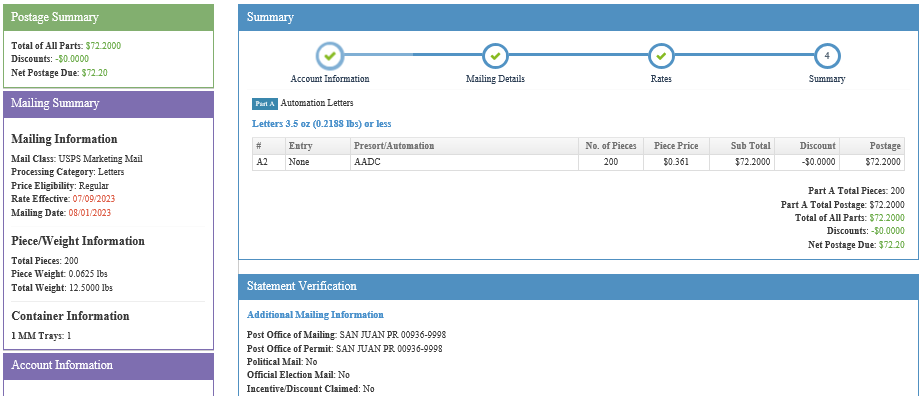 Postage Summary
Total of All Parts: $72.2000
Discounts: -$0.0000
Net Postage Due: $72.20
Mailing Summary
Mailing Information
Mail Class: USPS Marketing Mail
Processing Category: Letters
Price Eligibility: Regular
Rate Effective: 07/09/2023
Mailing Date: 08/01/2023
Piece/Weight Information
Total Pieces: 200
Piece Weight: 0.0625 lbs
Total Weight: 12.5000 lbs
Container Information
1 MM Trays: 1
Account Information
Summary
4
Account Information Mailing Details Rates Summary
Part A Automation Letters
Letters 3.5 oz (0.2188 lbs) or less
# Entry Presort/Automation No. of Pieces Piece Price Sub Total Discount Postage
A2 None AADC 200 $0.361 $72.2000 -$0.0000 $72.2000
Part A Total Pieces: 200
Part A Total Postage: $72.2000
Total of All Parts: $72.2000
Discounts: -$0.0000
Net Postage Due: $72.20
Statement Verification
Additional Mailing Information
Post Office of Mailing: SAN JUAN PR 00936-9998
Post Office of Permit: SAN JUAN PR 00936-9998
Political Mail: No
Official Election Mail: No
Incentive/Discount Claimed: No